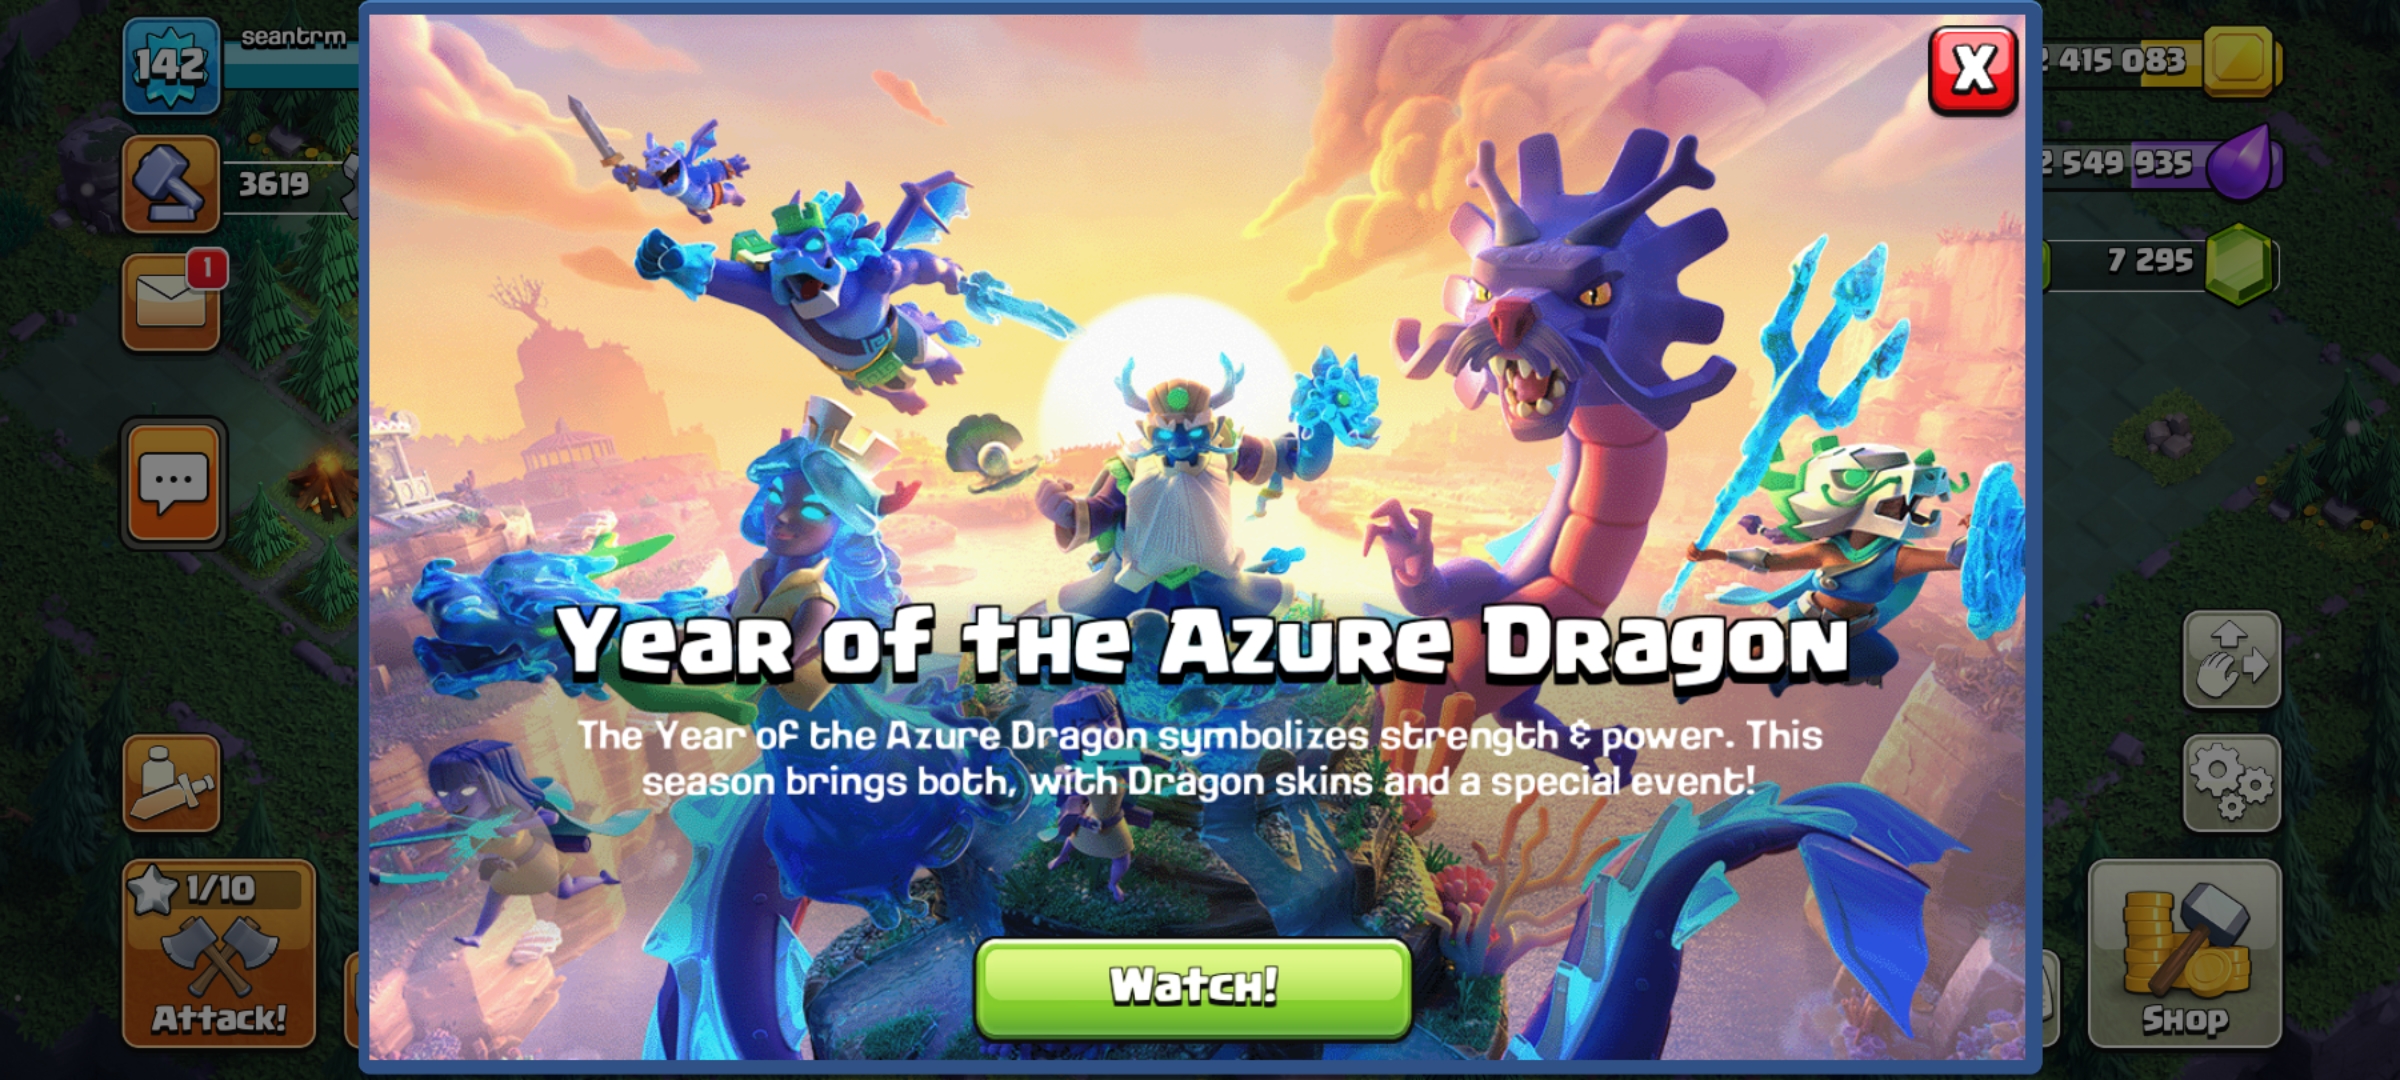 142
seantrm
3619
1
1/10
Attack!
X
Year of the Azure Dragon
The Year of the Azure Dragon symbolizes strength & power. This
season brings both, with Dragon skins and a special event!
Watch!
2 415 083
2 549 935
7 295
Shop